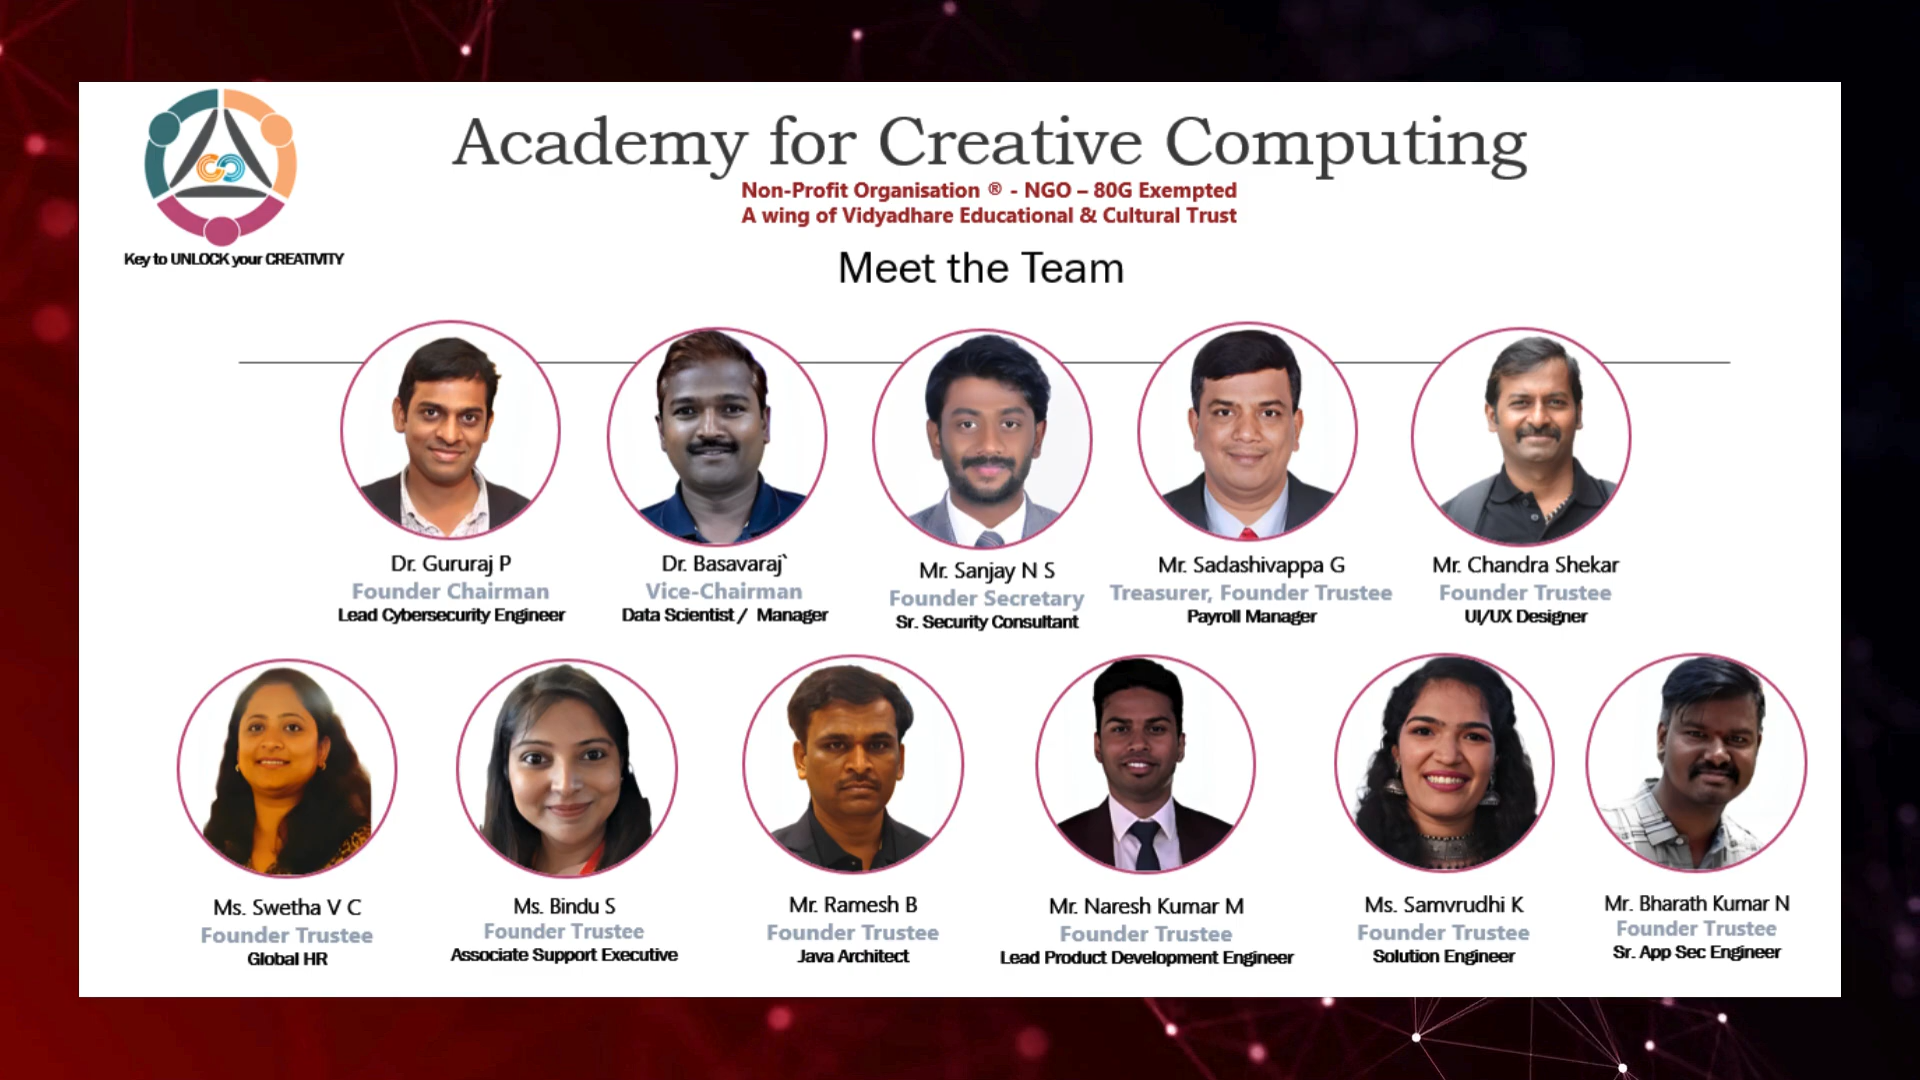 Academy for Creative Computing
Non-Profit Organisation ® - NGO – 80G Exempted
A wing of Vidyadhare Educational & Cultural Trust
Key to UNLOCK your CREATIVITY
Meet the Team
Dr. Gururaj P
Founder Chairman
Lead Cybersecurity Engineer
Dr. Basavaraj`
Vice-Chairman
Data Scientist / Manager
Mr. Sanjay N S
Founder Secretary
Sr. Security Consultant
Mr. Sadashivappa G
Treasurer, Founder Trustee
Payroll Manager
Mr. Chandra Shekar
Founder Trustee
UI/UX Designer
Ms. Swetha V C
Founder Trustee
Global HR
Ms. Bindu S
Founder Trustee
Associate Support Executive
Mr. Ramesh B
Founder Trustee
Java Architect
Mr. Naresh Kumar M
Founder Trustee
Lead Product Development Engineer
Ms. Samvrudhi K
Founder Trustee
Solution Engineer
Mr. Bharath Kumar N
Founder Trustee
Sr. App Sec Engineer